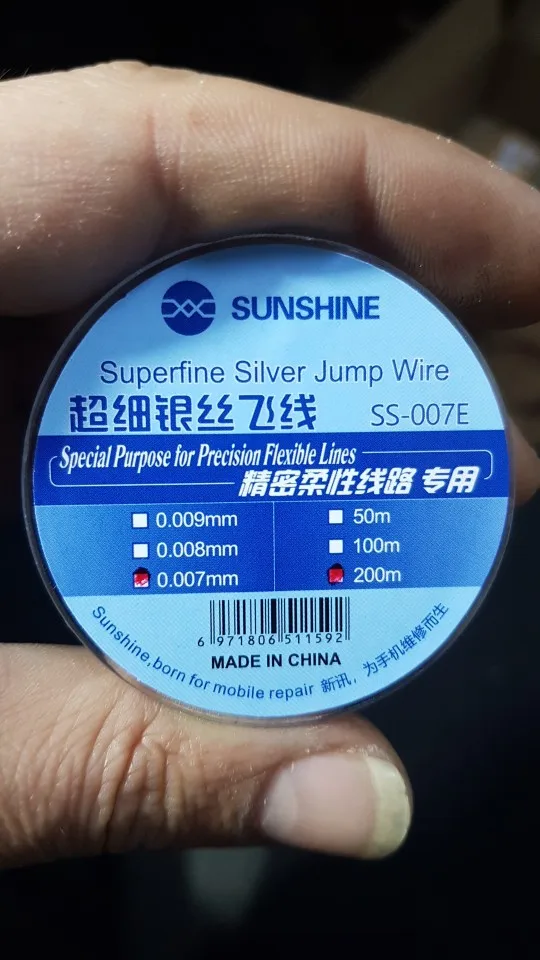 SUNSHINE
Superfine Silver Jump Wire
超细银丝飞线 SS-007E
Special Purpose for Precision Flexible Lines
精密柔性线路 专用
0.009mm 50m
0.008mm 100m
0.007mm 200m
6 971806 511592
MADE IN CHINA
Sunshine, born for mobile repair 新讯，为手机维修而生